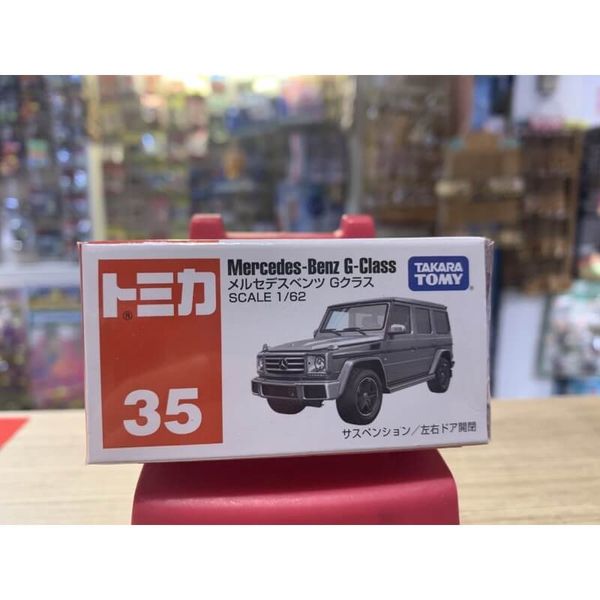 トミカ
®
35
Mercedes-Benz G-Class
メルセデスベンツ Gクラス
SCALE 1/62
TAKARA
TOMY
サスペンション/左右ドア開閉